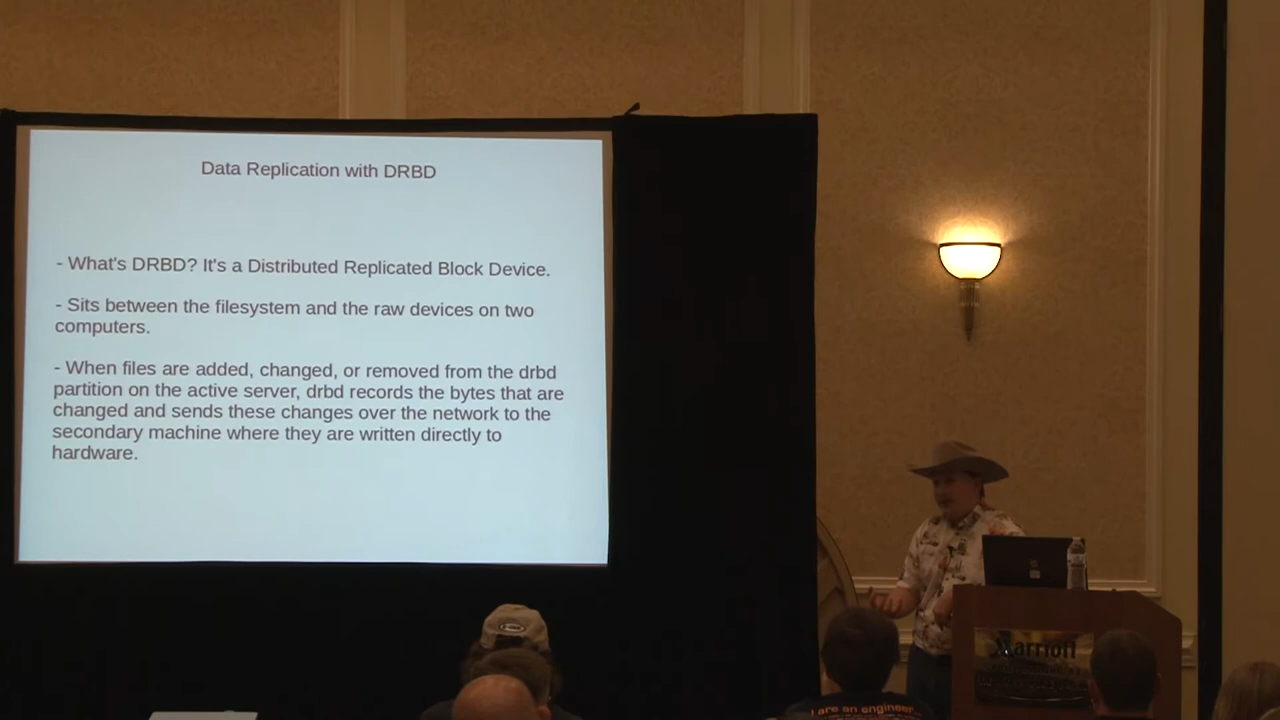 Data Replication with DRBD
- What's DRBD? It's a Distributed Replicated Block Device.
- Sits between the filesystem and the raw devices on two
computers.
- When files are added, changed, or removed from the drbd
partition on the active server, drbd records the bytes that are
changed and sends these changes over the network to the
secondary machine where they are written directly to
hardware.
Marriott
I are an engineer